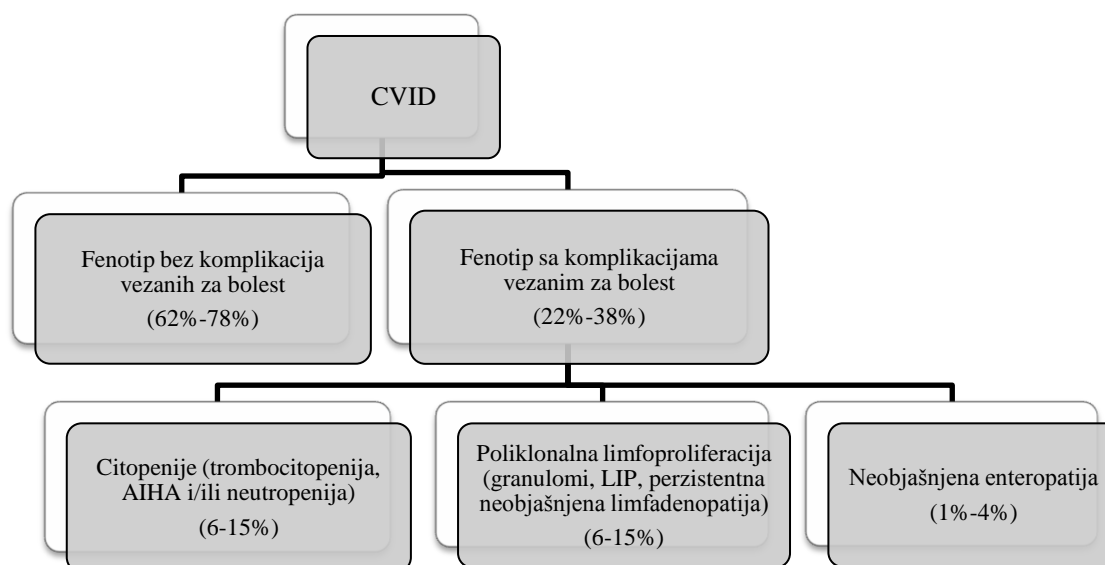 CVID
Fenotip bez komplikacija
vezanih za bolest
(62%-78%)
Fenotip sa komplikacijama
vezanim za bolest
(22%-38%)
Citopenije (trombocitopenija,
AIHA i/ili neutropenija)
(6-15%)
Poliklonalna limfoproliferacija
(granulomi, LIP, perzistentna
neobjašnjena limfadenopatija)
(6-15%)
Neobjašnjena enteropatija
(1%-4%)